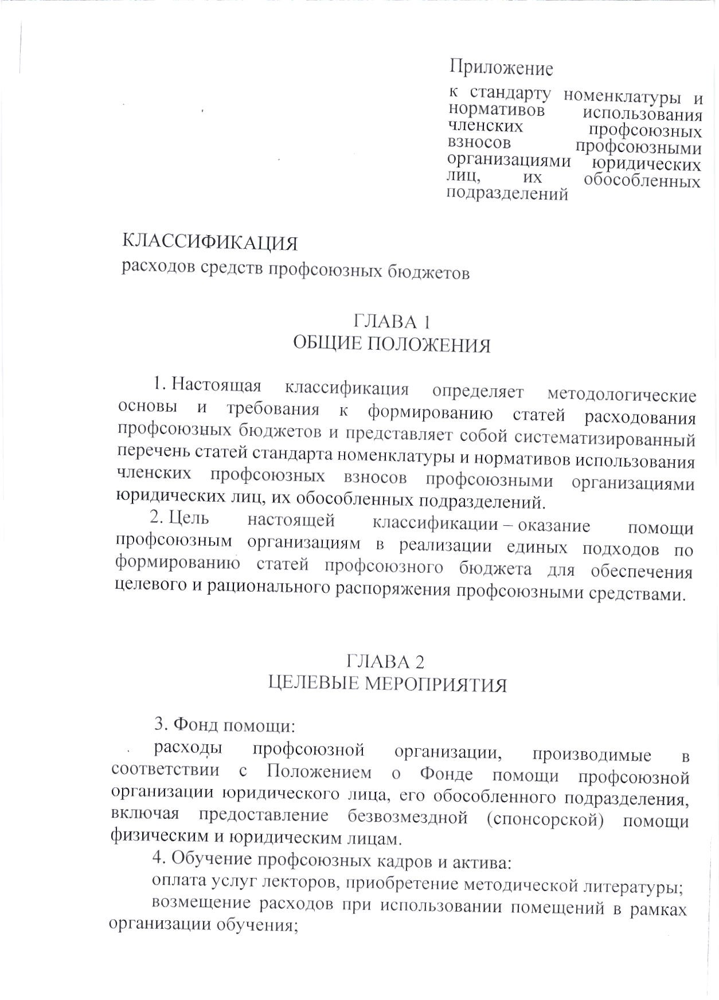 Приложение
к стандарту номенклатуры и
нормативов использования
членских профсоюзных
взносов профсоюзными
организациями юридических
лиц, их обособленных
подразделений
КЛАССИФИКАЦИЯ
расходов средств профсоюзных бюджетов
ГЛАВА 1
ОБЩИЕ ПОЛОЖЕНИЯ
1. Настоящая классификация определяет методологические
основы и требования к формированию статей расходования
профсоюзных бюджетов и представляет собой систематизированный
перечень статей стандарта номенклатуры и нормативов использования
членских профсоюзных взносов профсоюзными организациями
юридических лиц, их обособленных подразделений.
2. Цель настоящей классификации – оказание помощи
профсоюзным организациям в реализации единых подходов по
формированию статей профсоюзного бюджета для обеспечения
целевого и рационального распоряжения профсоюзными средствами.
ГЛАВА 2
ЦЕЛЕВЫЕ МЕРОПРИЯТИЯ
3. Фонд помощи:
расходы профсоюзной организации, производимые в
соответствии с Положением о Фонде помощи профсоюзной
организации юридического лица, его обособленного подразделения,
включая предоставление безвозмездной (спонсорской) помощи
физическим и юридическим лицам.
4. Обучение профсоюзных кадров и актива:
оплата услуг лекторов, приобретение методической литературы;
возмещение расходов при использовании помещений в рамках
организации обучения;